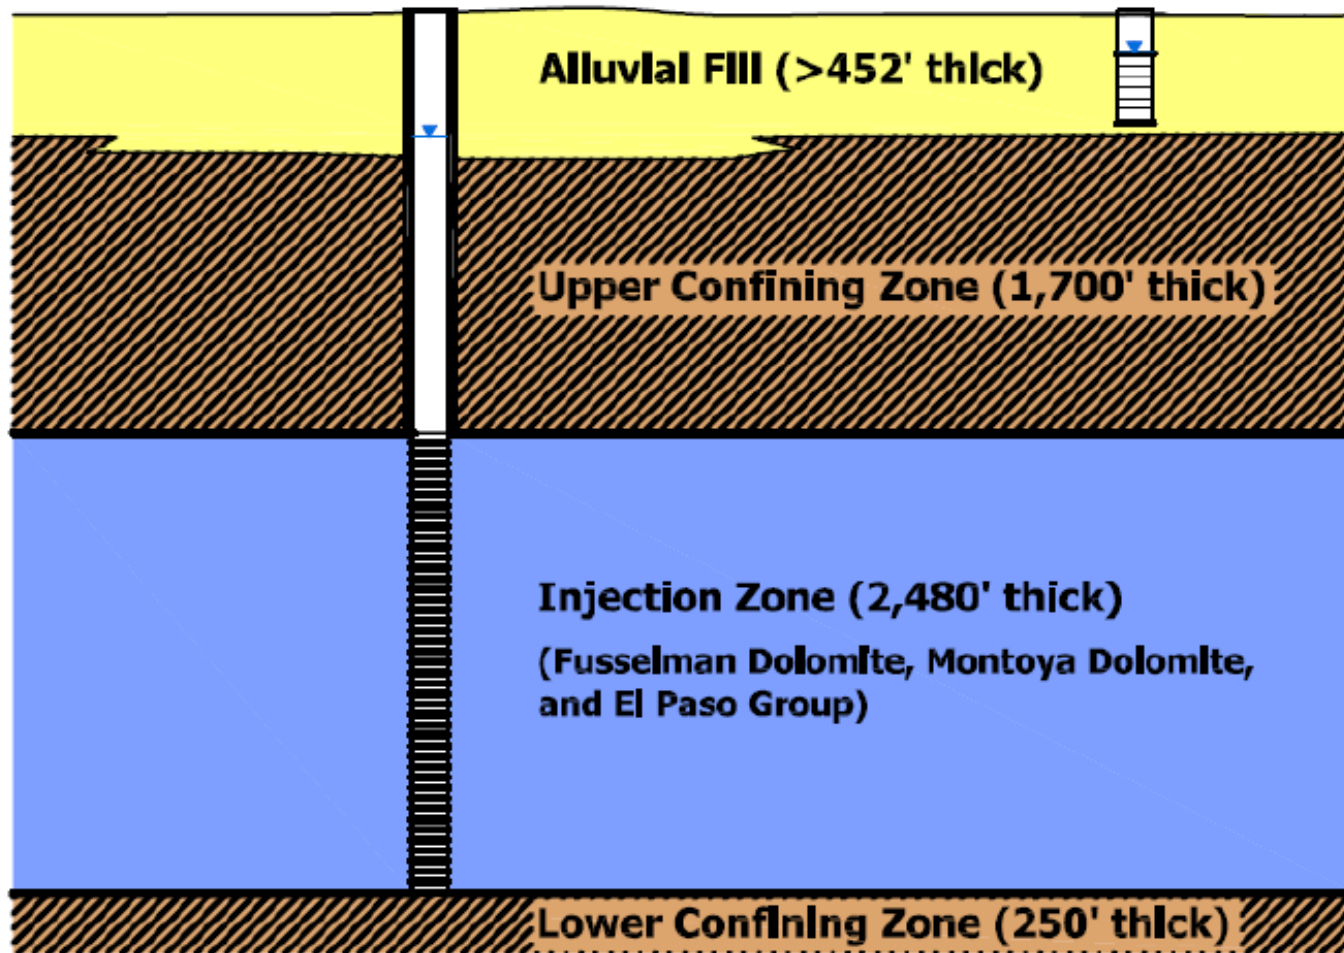 Alluvial Fill (>452' thick)
Upper Confining Zone (1,700' thick)
Injection Zone (2,480' thick)
(Fusselman Dolomite, Montoya Dolomite,
and El Paso Group)
Lower Confining Zone (250' thick)